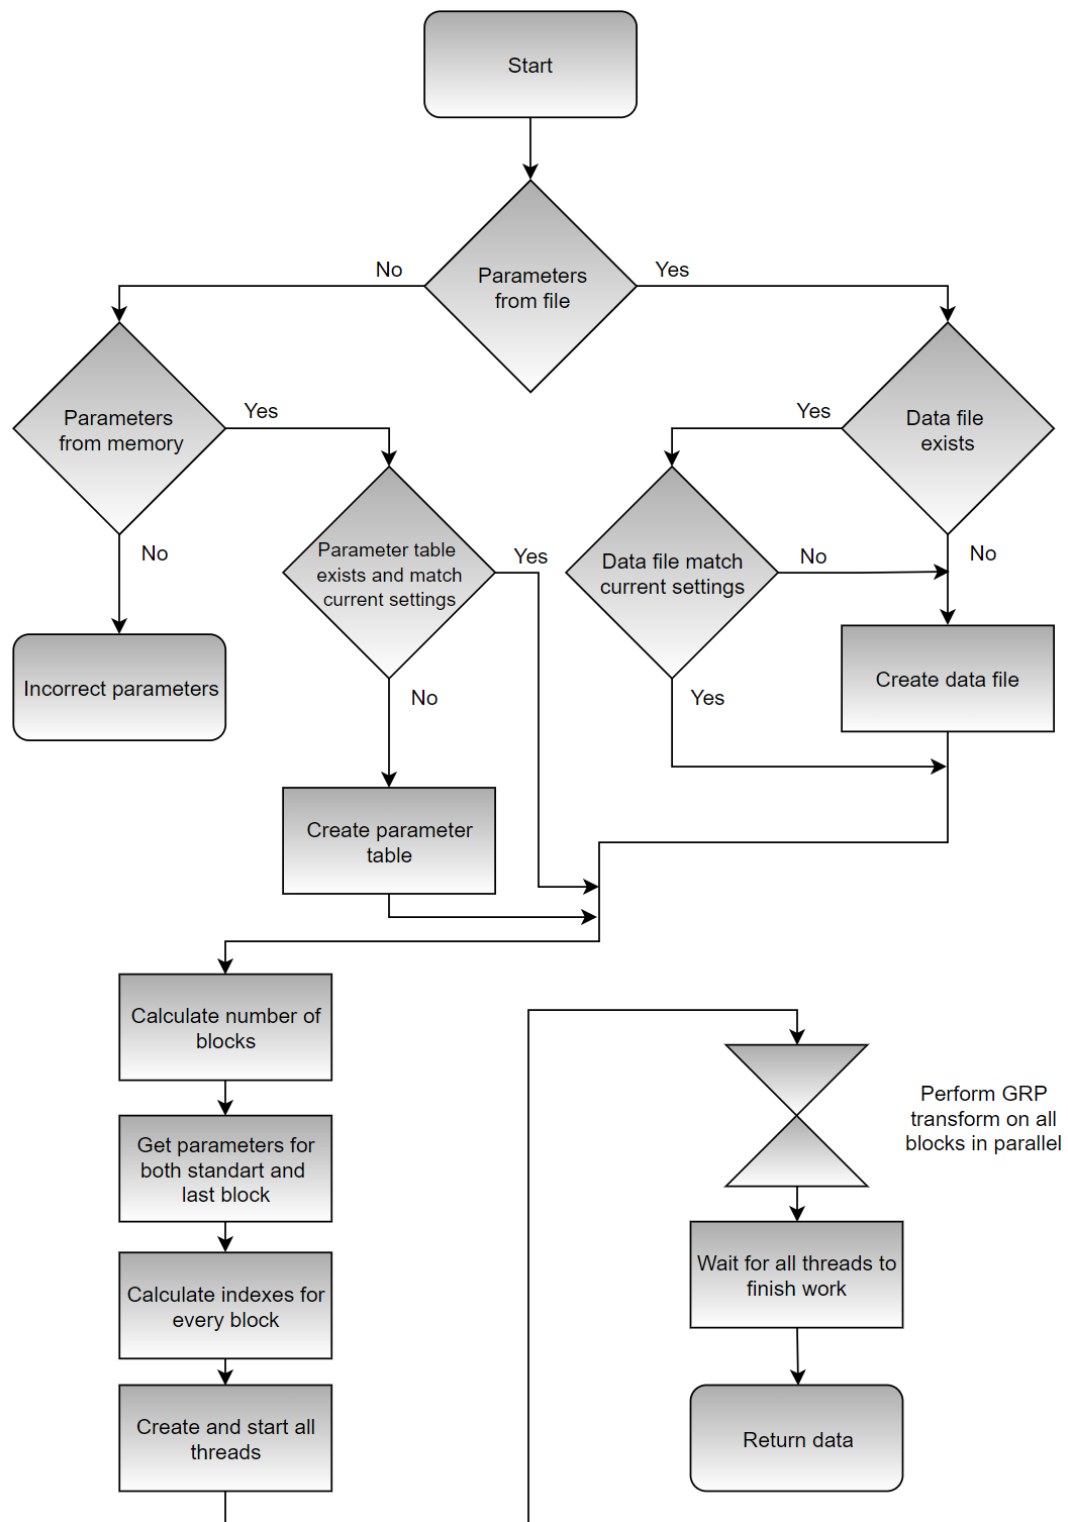 Start
Parameters
from file
No
Yes
Parameters
from memory
Yes
Yes
Data file
exists
No
Parameter table
exists and match
current settings
Yes
Data file match
current settings
No
No
Incorrect parameters
No
Yes
Create data file
Create parameter
table
Calculate number of
blocks
Get parameters for
both standart and
last block
Calculate indexes for
every block
Create and start all
threads
Perform GRP
transform on all
blocks in parallel
Wait for all threads to
finish work
Return data